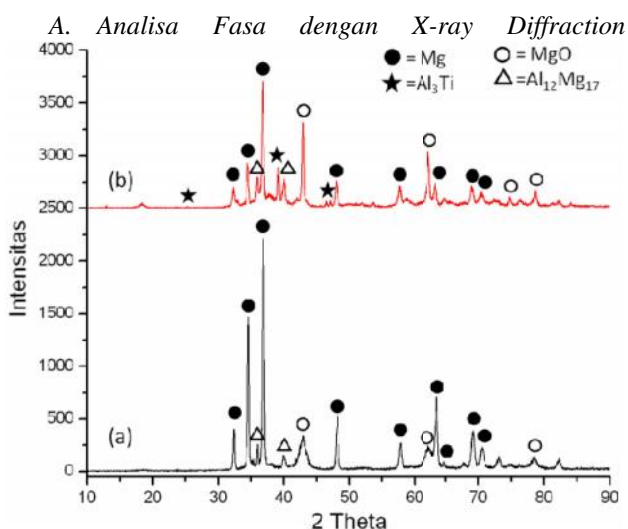 A. Analisa Fasa dengan X-ray Diffraction
4000
3500
3000
2500
2000
1500
1000
500
0
Intensitas
= Mg
= MgO
= Al₃Ti
= Al₁₂Mg₁₇
(b)
(a)
10 20 30 40 50 60 70 80 90
2 Theta